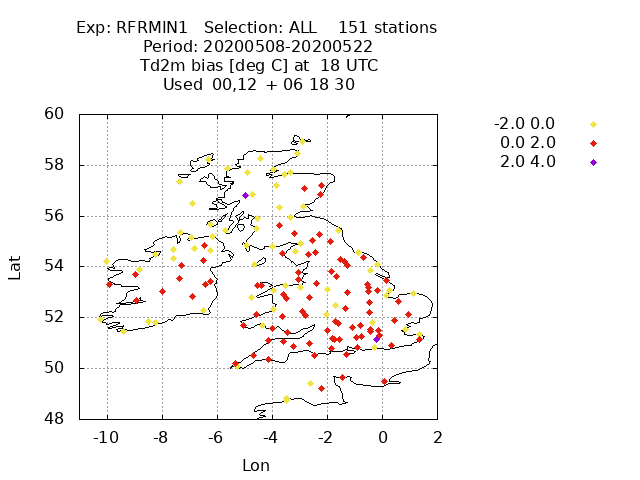 Exp: RFRMIN1 Selection: ALL 151 stations
Period: 20200508-20200522
Td2m bias [deg C] at 18 UTC
Used 00,12 + 06 18 30
-2.0 0.0
0.0 2.0
2.0 4.0
60
58
56
54
52
50
48
Lat
-10 -8 -6 -4 -2 0 2
Lon